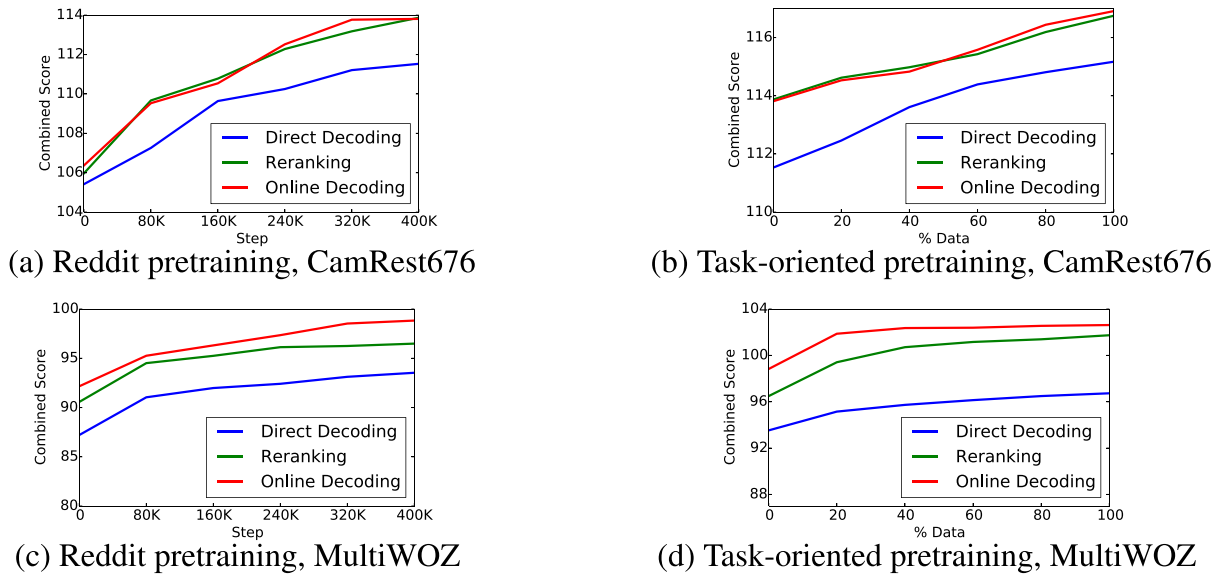 114
112
110
108
106
104
Combined Score
0 80K 160K 240K 320K 400K
Step
Direct Decoding
Reranking
Online Decoding
(a) Reddit pretraining, CamRest676
116
114
112
110
Combined Score
0 20 40 60 80 100
% Data
Direct Decoding
Reranking
Online Decoding
(b) Task-oriented pretraining, CamRest676
100
95
90
85
80
Combined Score
0 80K 160K 240K 320K 400K
Step
Direct Decoding
Reranking
Online Decoding
(c) Reddit pretraining, MultiWOZ
104
100
96
92
88
Combined Score
0 20 40 60 80 100
% Data
Direct Decoding
Reranking
Online Decoding
(d) Task-oriented pretraining, MultiWOZ